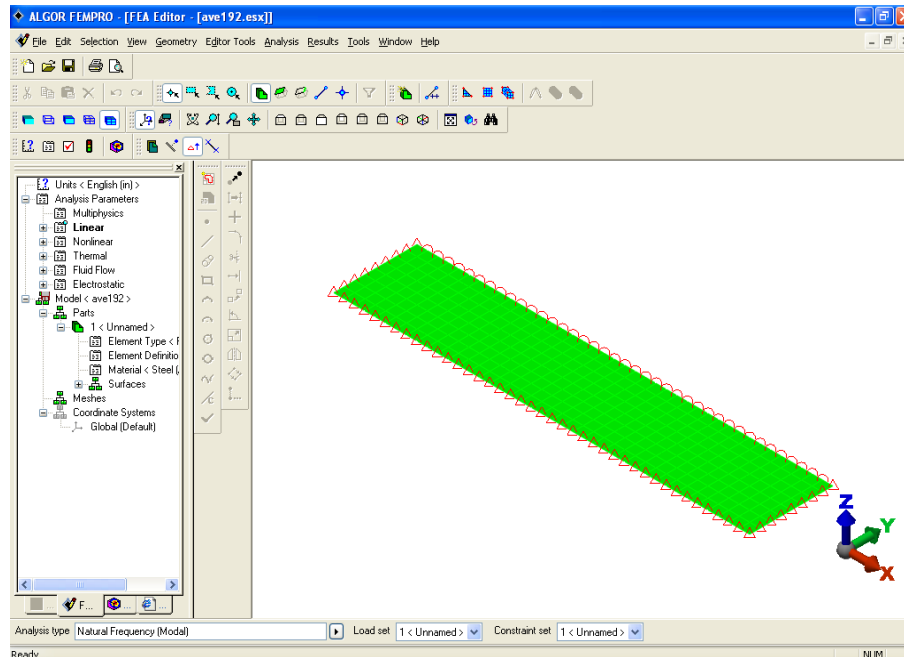 ALGOR FEMPRO - [FEA Editor - [ave192.esx]]
File Edit Selection View Geometry Editor Tools Analysis Results Tools Window Help
Units < English (in) >
Analysis Parameters
Multiphysics
Linear
Nonlinear
Thermal
Fluid Flow
Electrostatic
Model < ave192 >
Parts
1 < Unnamed >
Element Type <
Element Definitio
Material < Steel (
Surfaces
Meshes
Coordinate Systems
Global (Default)
Z
Y
X
F...
Analysis type Natural Frequency (Modal) Load set 1 < Unnamed > Constraint set 1 < Unnamed >
Ready NUM